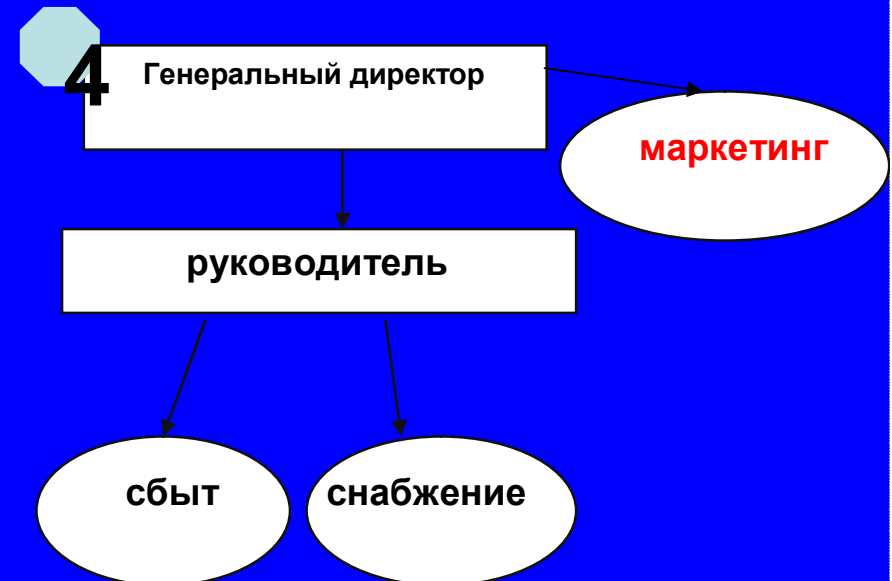 4
Генеральный директор
маркетинг
руководитель
сбыт
снабжение